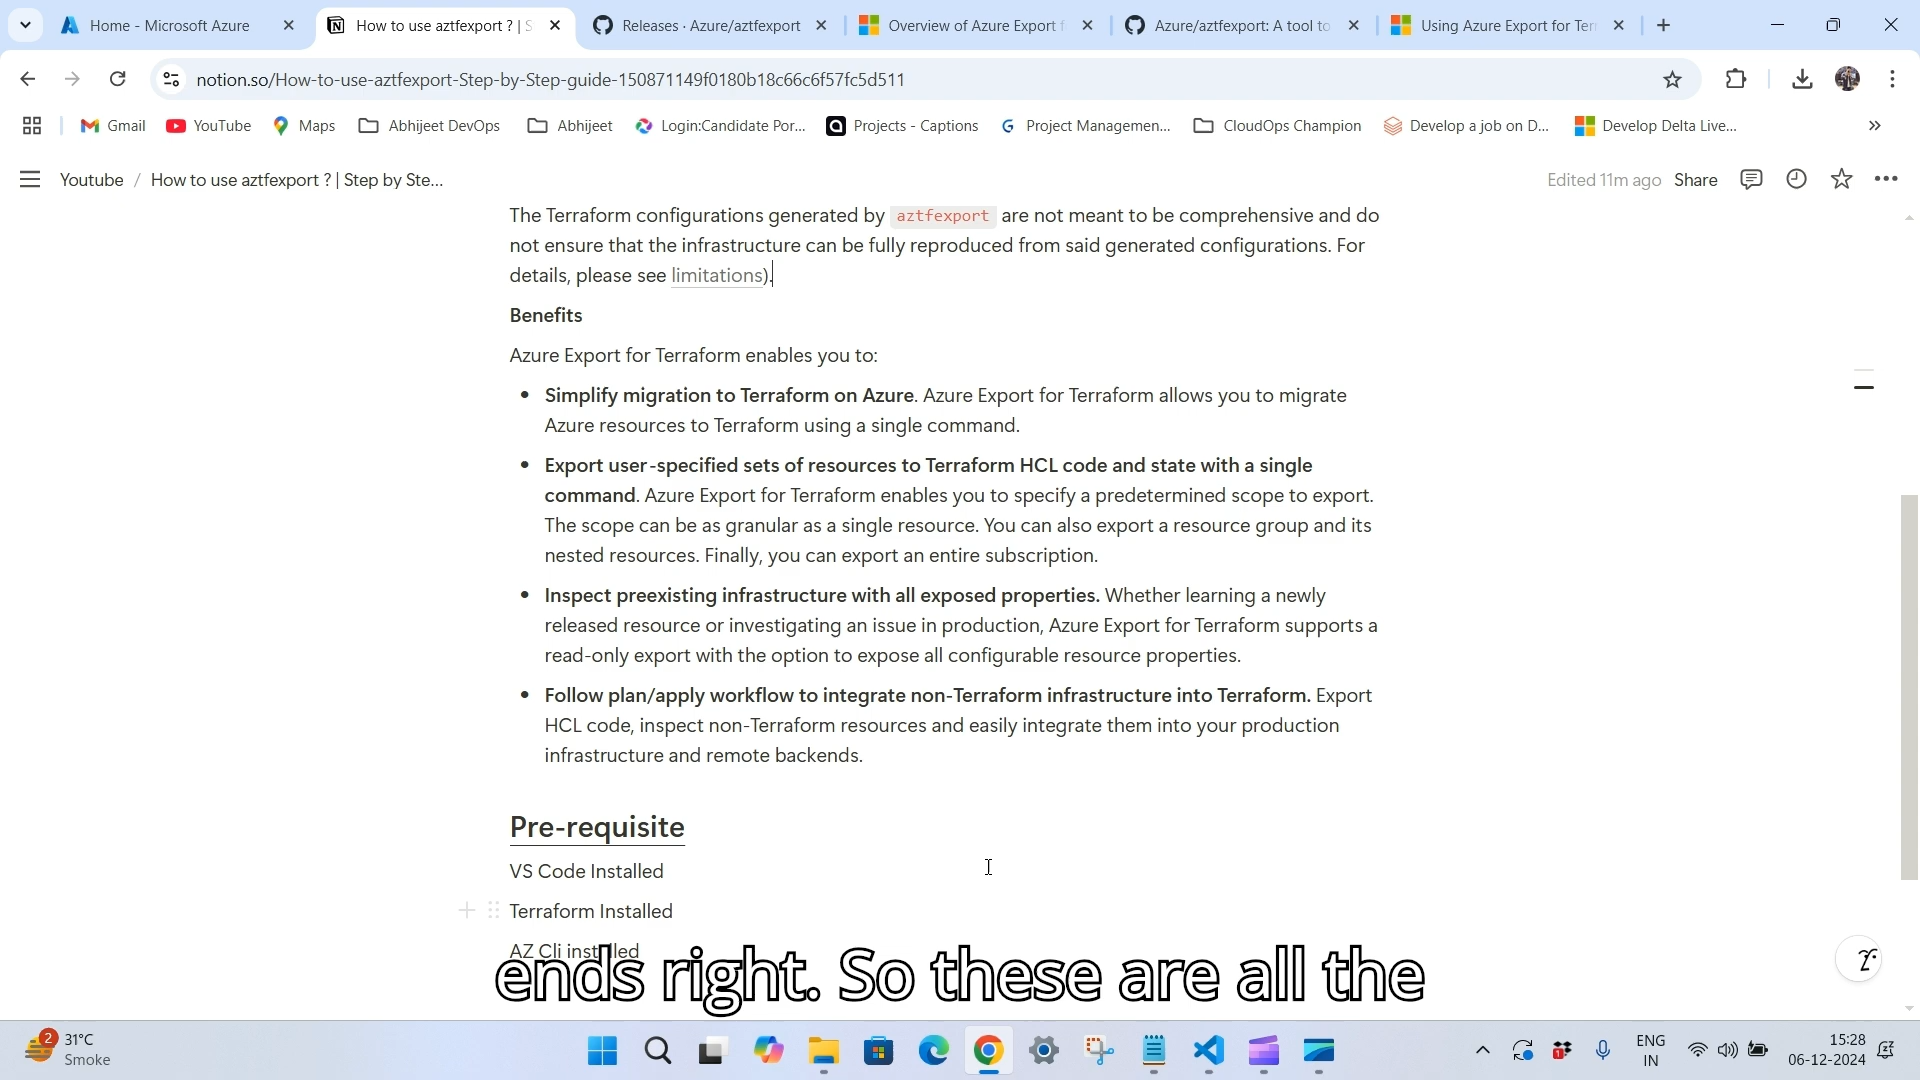 Home - Microsoft Azure
How to use aztfexport ? | S
Releases · Azure/aztfexport
Overview of Azure Export f
Azure/aztfexport: A tool to
Using Azure Export for Ter
notion.so/How-to-use-aztfexport-Step-by-Step-guide-150871149f0180b18c66c6f57fc5d511
Gmail
YouTube
Maps
Abhijeet DevOps
Abhijeet
Login:Candidate Por...
Projects - Captions
Project Managemen...
CloudOps Champion
Develop a job on D...
Develop Delta Live...
Youtube / How to use aztfexport ? | Step by Ste...
Edited 11m ago
Share
The Terraform configurations generated by aztfexport are not meant to be comprehensive and do
not ensure that the infrastructure can be fully reproduced from said generated configurations. For
details, please see limitations).
Benefits
Azure Export for Terraform enables you to:
• Simplify migration to Terraform on Azure. Azure Export for Terraform allows you to migrate
Azure resources to Terraform using a single command.
• Export user-specified sets of resources to Terraform HCL code and state with a single
command. Azure Export for Terraform enables you to specify a predetermined scope to export.
The scope can be as granular as a single resource. You can also export a resource group and its
nested resources. Finally, you can export an entire subscription.
• Inspect preexisting infrastructure with all exposed properties. Whether learning a newly
released resource or investigating an issue in production, Azure Export for Terraform supports a
read-only export with the option to expose all configurable resource properties.
• Follow plan/apply workflow to integrate non-Terraform infrastructure into Terraform. Export
HCL code, inspect non-Terraform resources and easily integrate them into your production
infrastructure and remote backends.
Pre-requisite
VS Code Installed
Terraform Installed
AZ Cli installed
ends right. So these are all the
2
31°C
Smoke
1
ENG
IN
15:28
06-12-2024